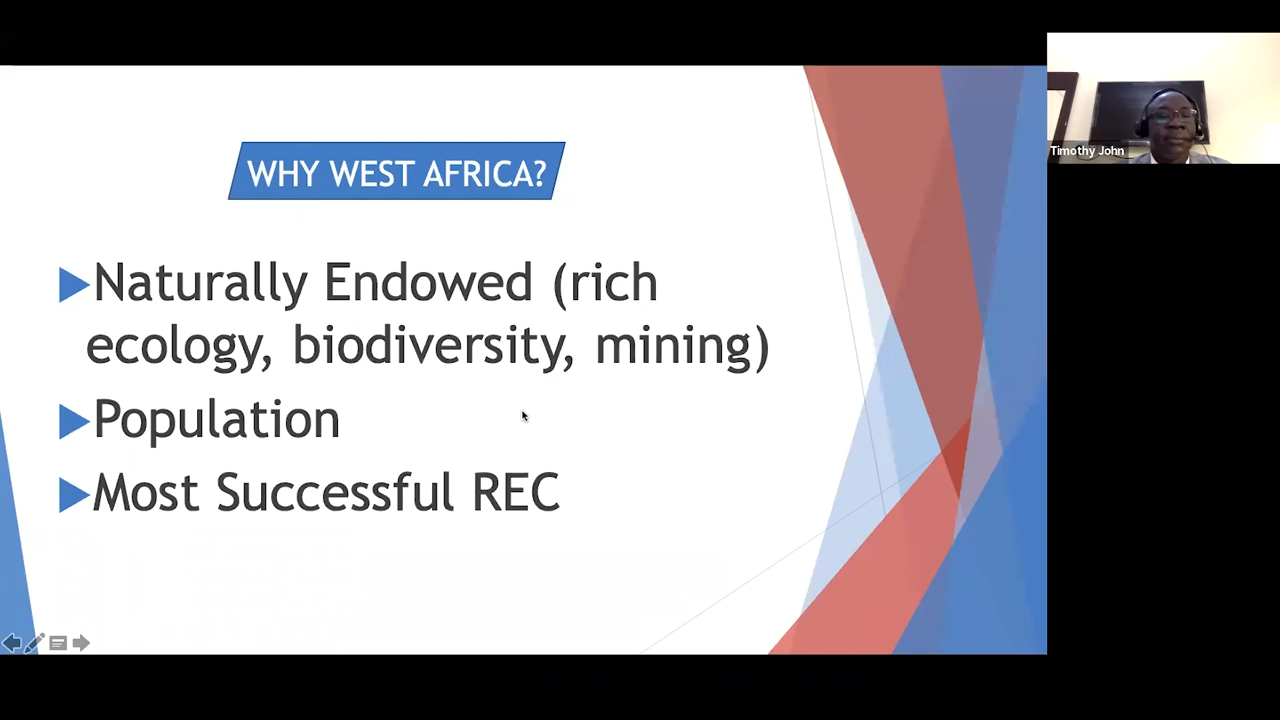 WHY WEST AFRICA?
Naturally Endowed (rich
ecology, biodiversity, mining)
Population
Most Successful REC
Timothy John